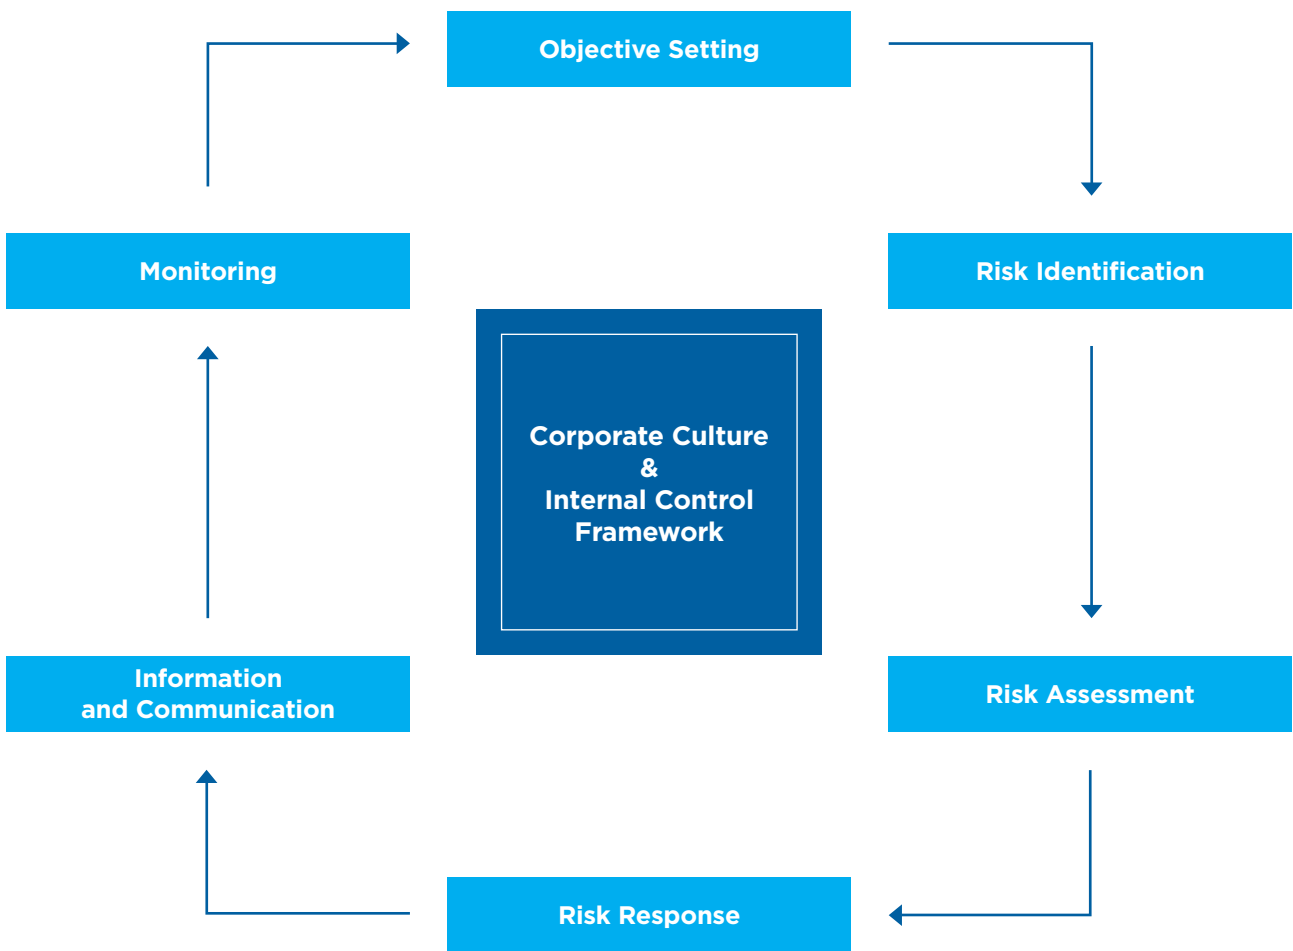 Objective Setting
Monitoring
Risk Identification
Corporate Culture
&
Internal Control
Framework
Information
and Communication
Risk Assessment
Risk Response